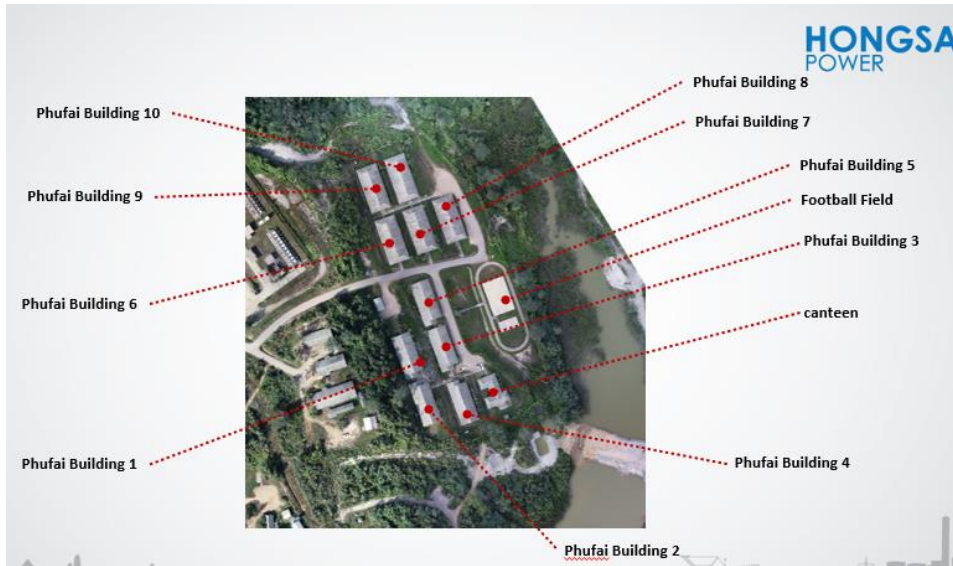 HONGSA
POWER
Phufai Building 8
Phufai Building 10
Phufai Building 7
Phufai Building 5
Phufai Building 9
Football Field
Phufai Building 3
Phufai Building 6
canteen
Phufai Building 1
Phufai Building 4
Phufai Building 2